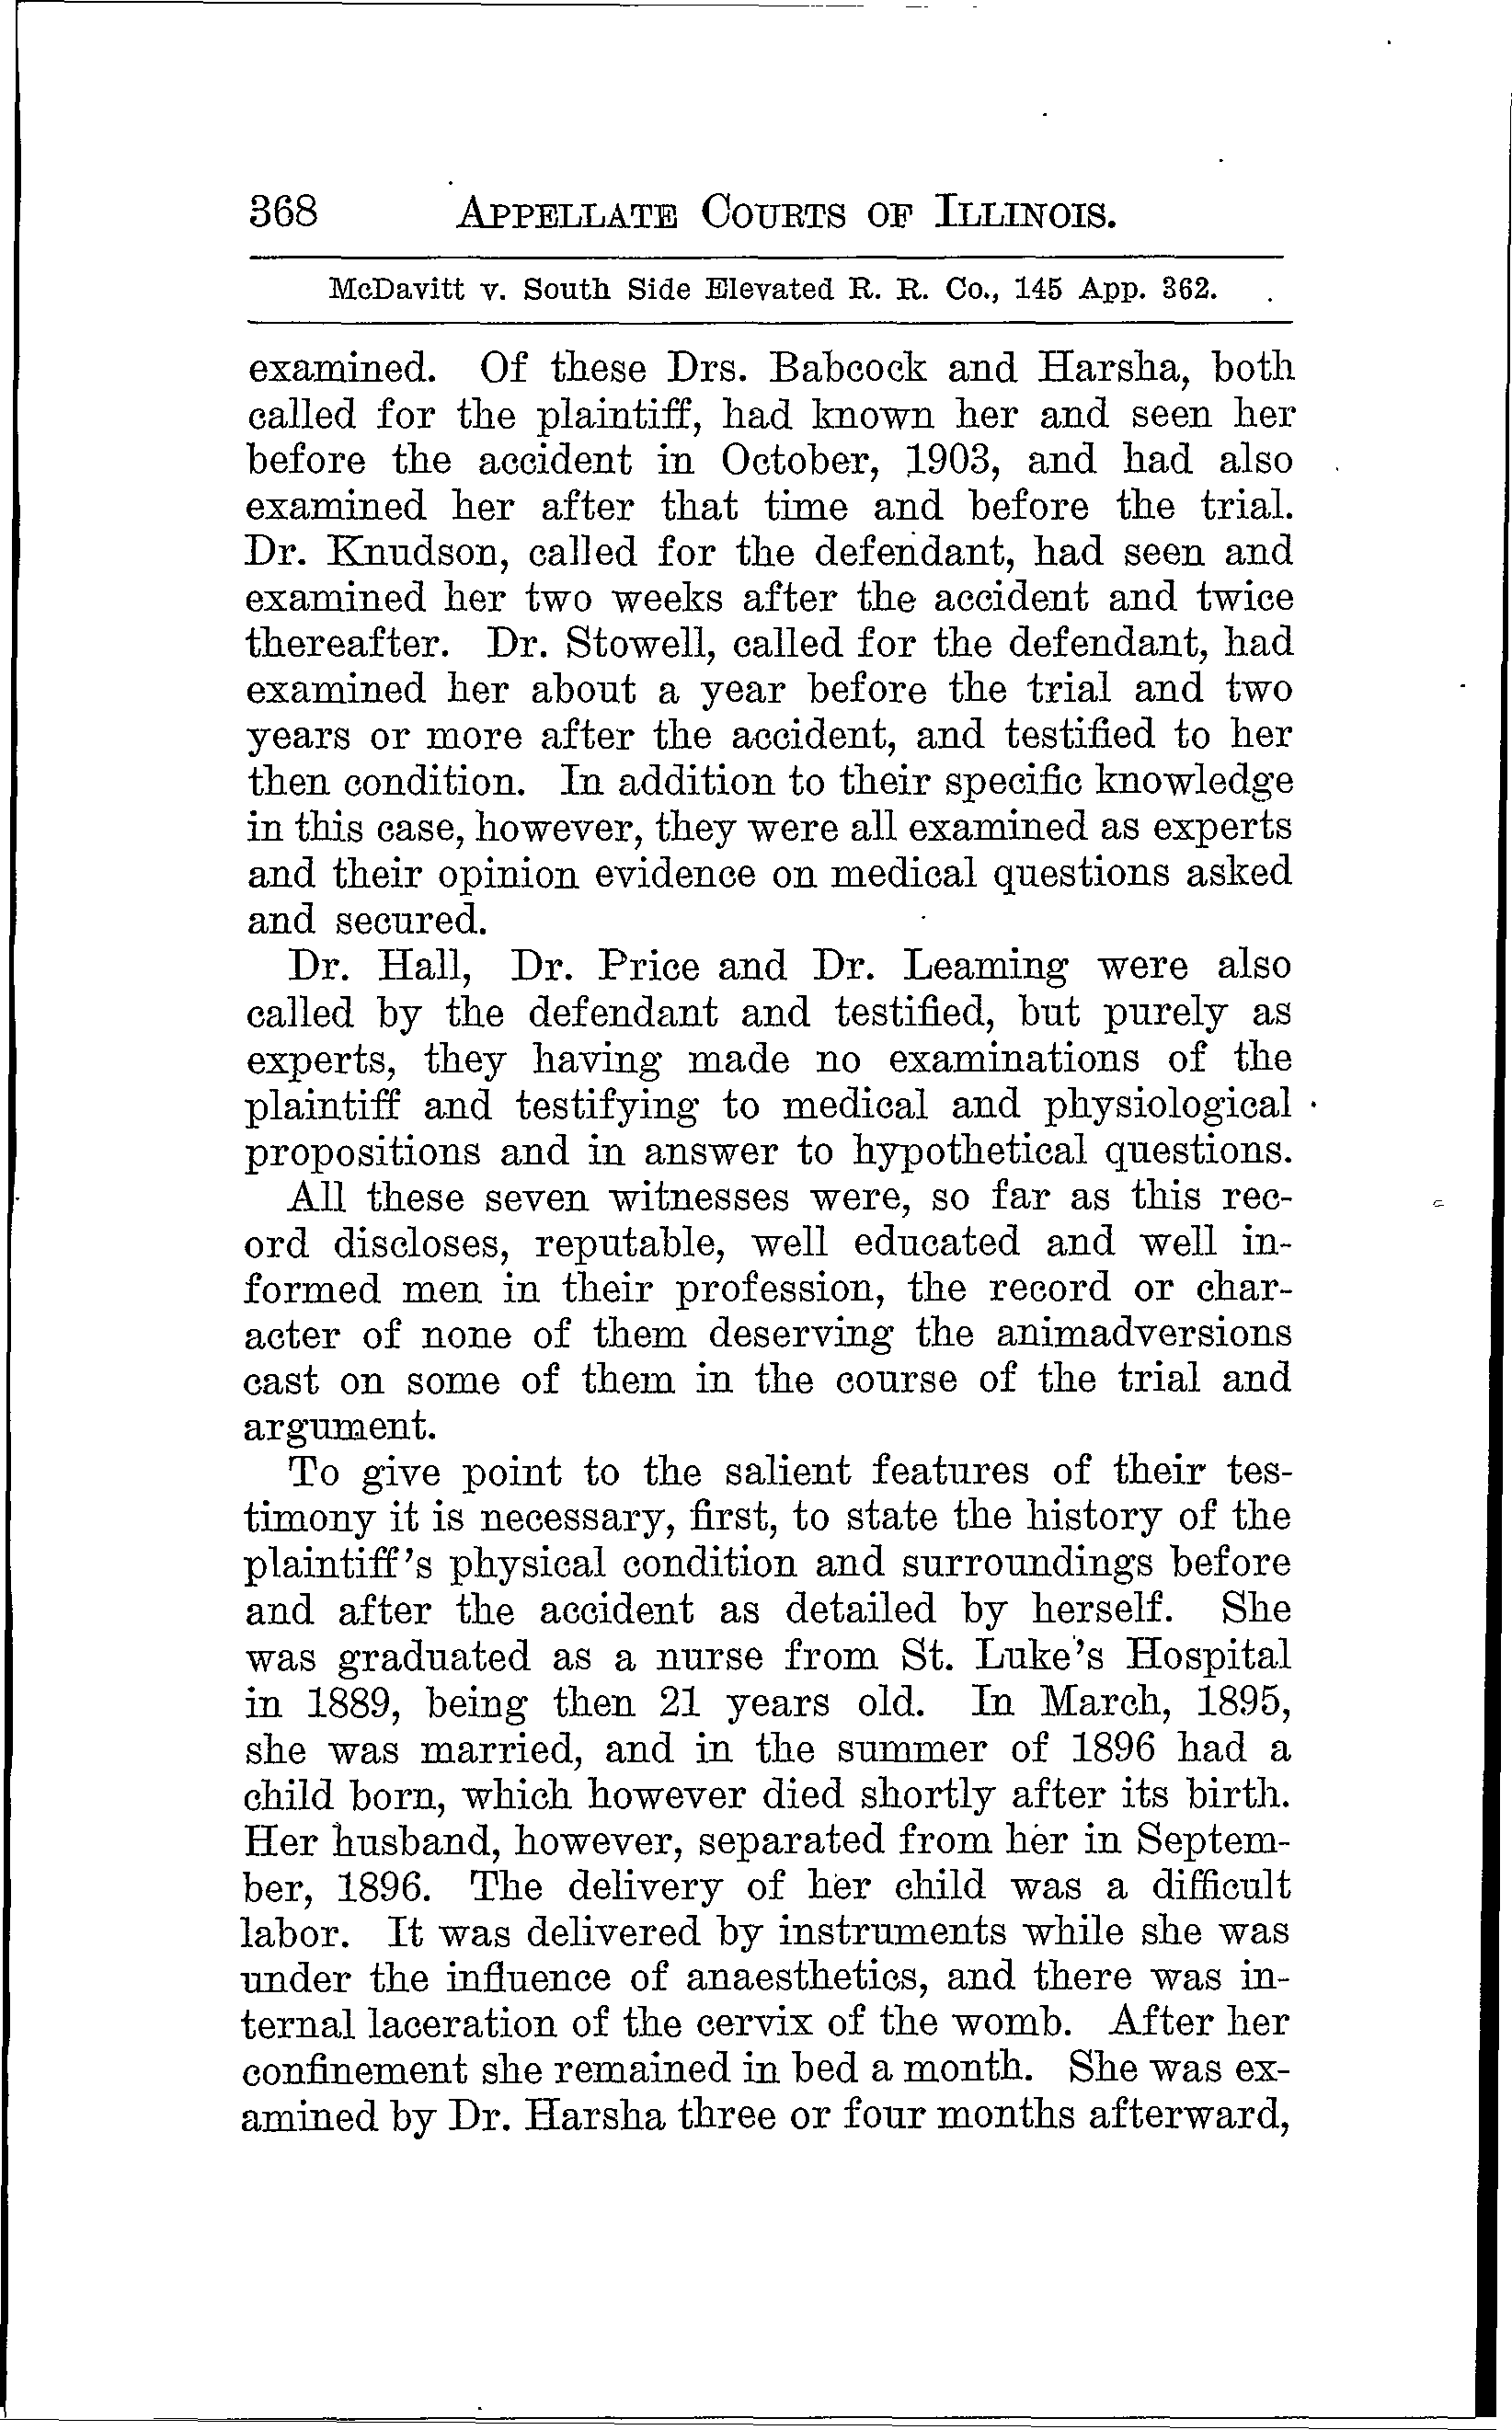 368 APPELLATE COURTS OF ILLINOIS.
McDavitt v. South Side Elevated R. R. Co., 145 App. 362.
examined. Of these Drs. Babcock and Harsha, both
called for the plaintiff, had known her and seen her
before the accident in October, 1903, and had also
examined her after that time and before the trial.
Dr. Knudson, called for the defendant, had seen and
examined her two weeks after the accident and twice
thereafter. Dr. Stowell, called for the defendant, had
examined her about a year before the trial and two
years or more after the accident, and testified to her
then condition. In addition to their specific knowledge
in this case, however, they were all examined as experts
and their opinion evidence on medical questions asked
and secured.
Dr. Hall, Dr. Price and Dr. Leaming were also
called by the defendant and testified, but purely as
experts, they having made no examinations of the
plaintiff and testifying to medical and physiological
propositions and in answer to hypothetical questions.
All these seven witnesses were, so far as this rec-
ord discloses, reputable, well educated and well in-
formed men in their profession, the record or char-
acter of none of them deserving the animadversions
cast on some of them in the course of the trial and
argument.
To give point to the salient features of their tes-
timony it is necessary, first, to state the history of the
plaintiff's physical condition and surroundings before
and after the accident as detailed by herself. She
was graduated as a nurse from St. Luke's Hospital
in 1889, being then 21 years old. In March, 1895,
she was married, and in the summer of 1896 had a
child born, which however died shortly after its birth.
Her husband, however, separated from her in Septem-
ber, 1896. The delivery of her child was a difficult
labor. It was delivered by instruments while she was
under the influence of anaesthetics, and there was in-
ternal laceration of the cervix of the womb. After her
confinement she remained in bed a month. She was ex-
amined by Dr. Harsha three or four months afterward,